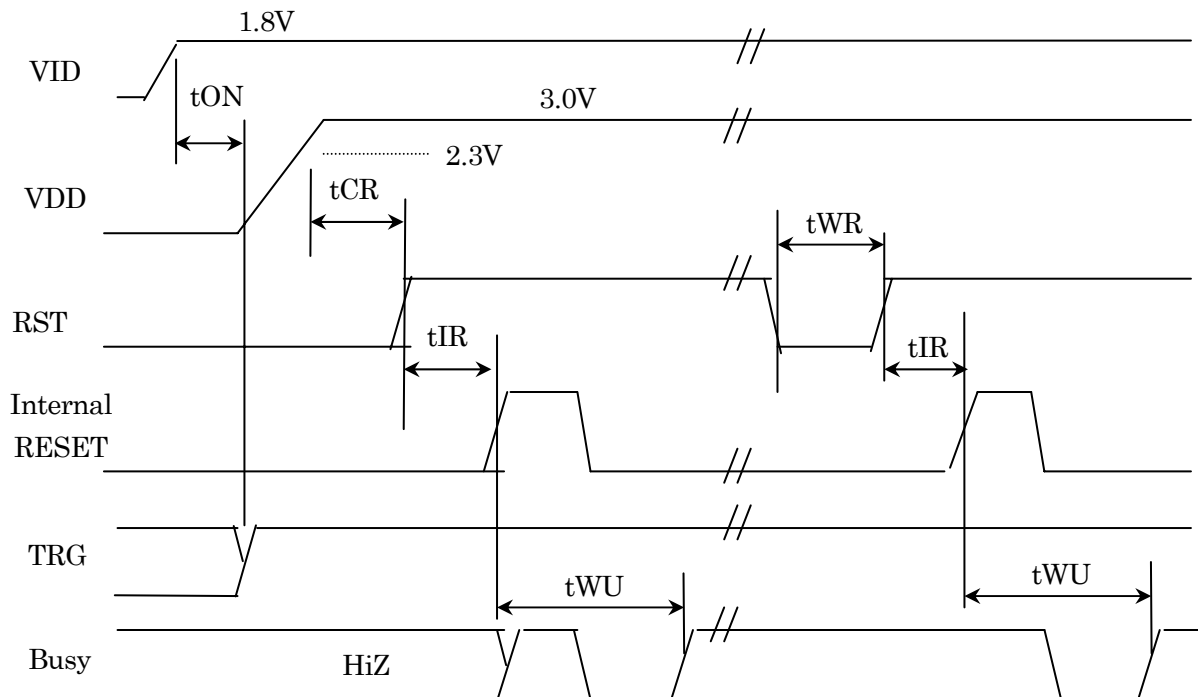 1.8V
VID
tON
3.0V
2.3V
VDD
tCR
tWR
RST
tIR
tIR
Internal
RESET
TRG
tWU
tWU
Busy
HiZ